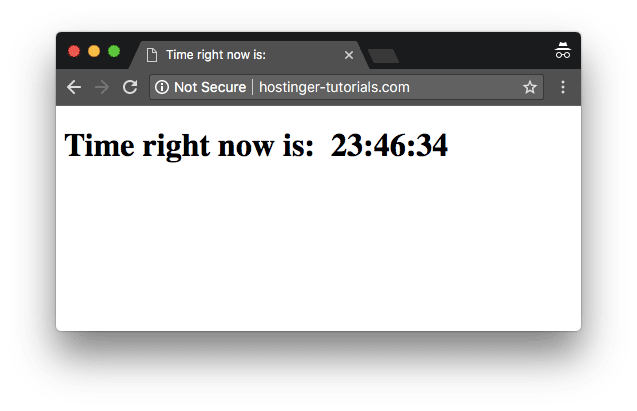 Time right now is:
Not Secure hostinger-tutorials.com
Time right now is: 23:46:34